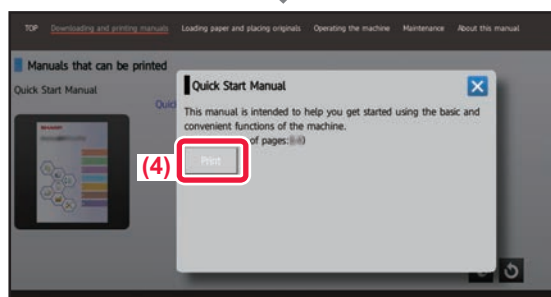 TOP Downloading and printing manuals Loading paper and placing originals Operating the machine Maintenance About this manual
Manuals that can be printed
Quick Start Manual
Quick Start Manual
Quic
This manual is intended to help you get started using the basic and
convenient functions of the machine.
of pages:
(4)
Print